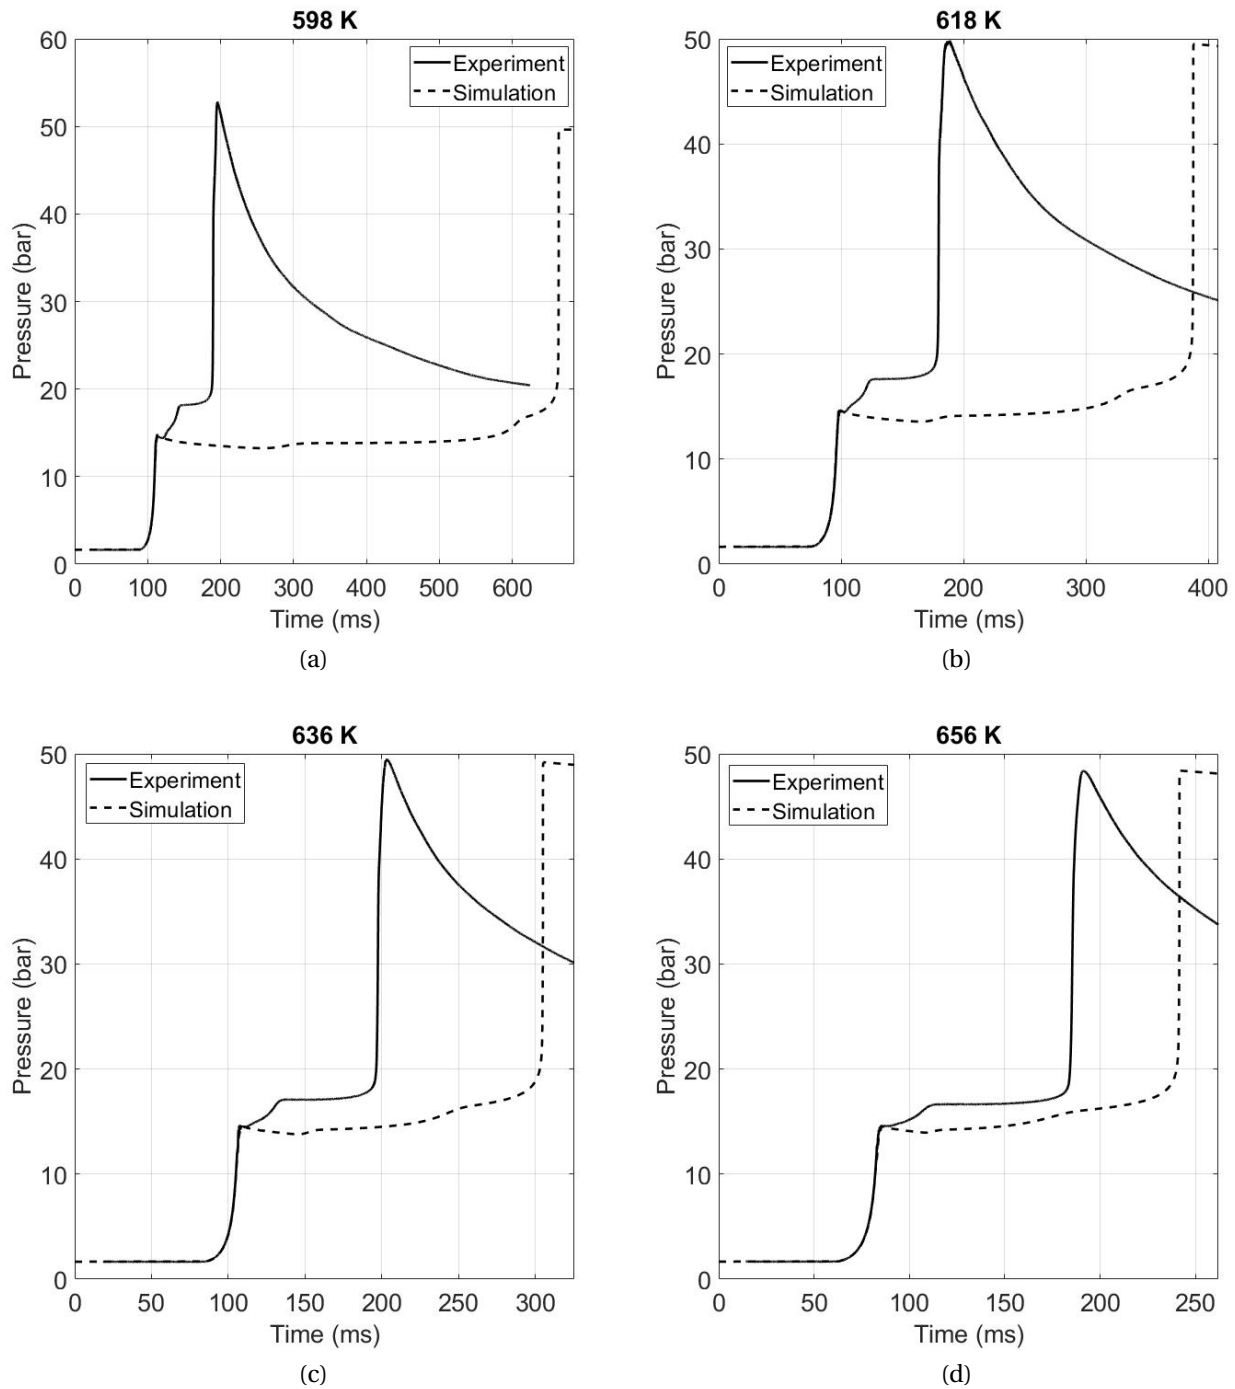 598 K
60
50
40
30
20
10
0
Pressure (bar)
Experiment
Simulation
0 100 200 300 400 500 600
Time (ms)
(a)
618 K
50
40
30
20
10
0
Pressure (bar)
Experiment
Simulation
0 100 200 300 400
Time (ms)
(b)
636 K
50
40
30
20
10
0
Pressure (bar)
Experiment
Simulation
0 50 100 150 200 250 300
Time (ms)
(c)
656 K
50
40
30
20
10
0
Pressure (bar)
Experiment
Simulation
0 50 100 150 200 250
Time (ms)
(d)